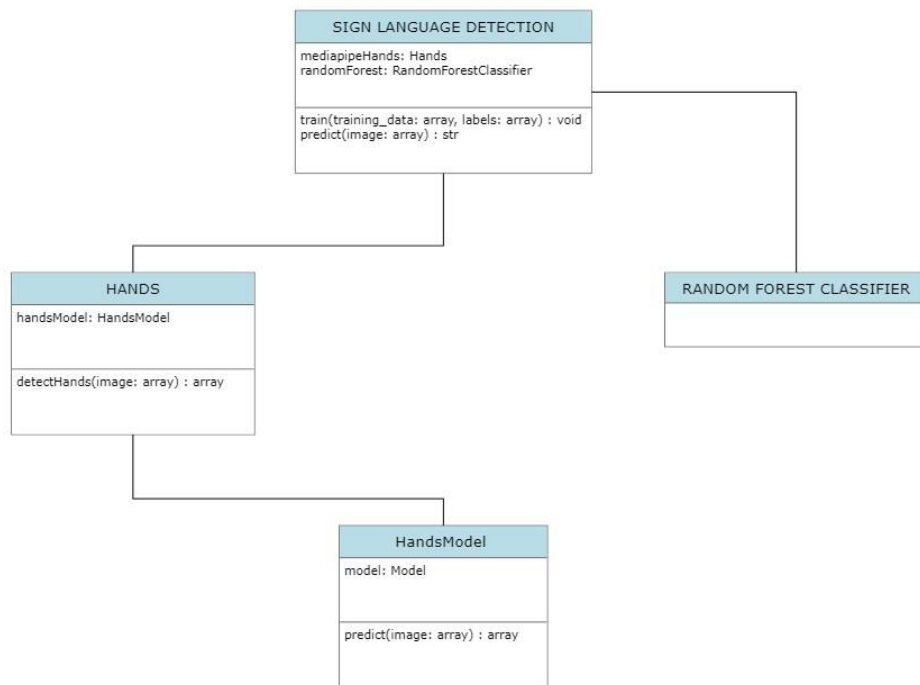 SIGN LANGUAGE DETECTION
mediapipeHands: Hands
randomForest: RandomForestClassifier
train(training_data: array, labels: array) : void
predict(image: array) : str
HANDS
handsModel: HandsModel
detectHands(image: array) : array
RANDOM FOREST CLASSIFIER
HandsModel
model: Model
predict(image: array) : array